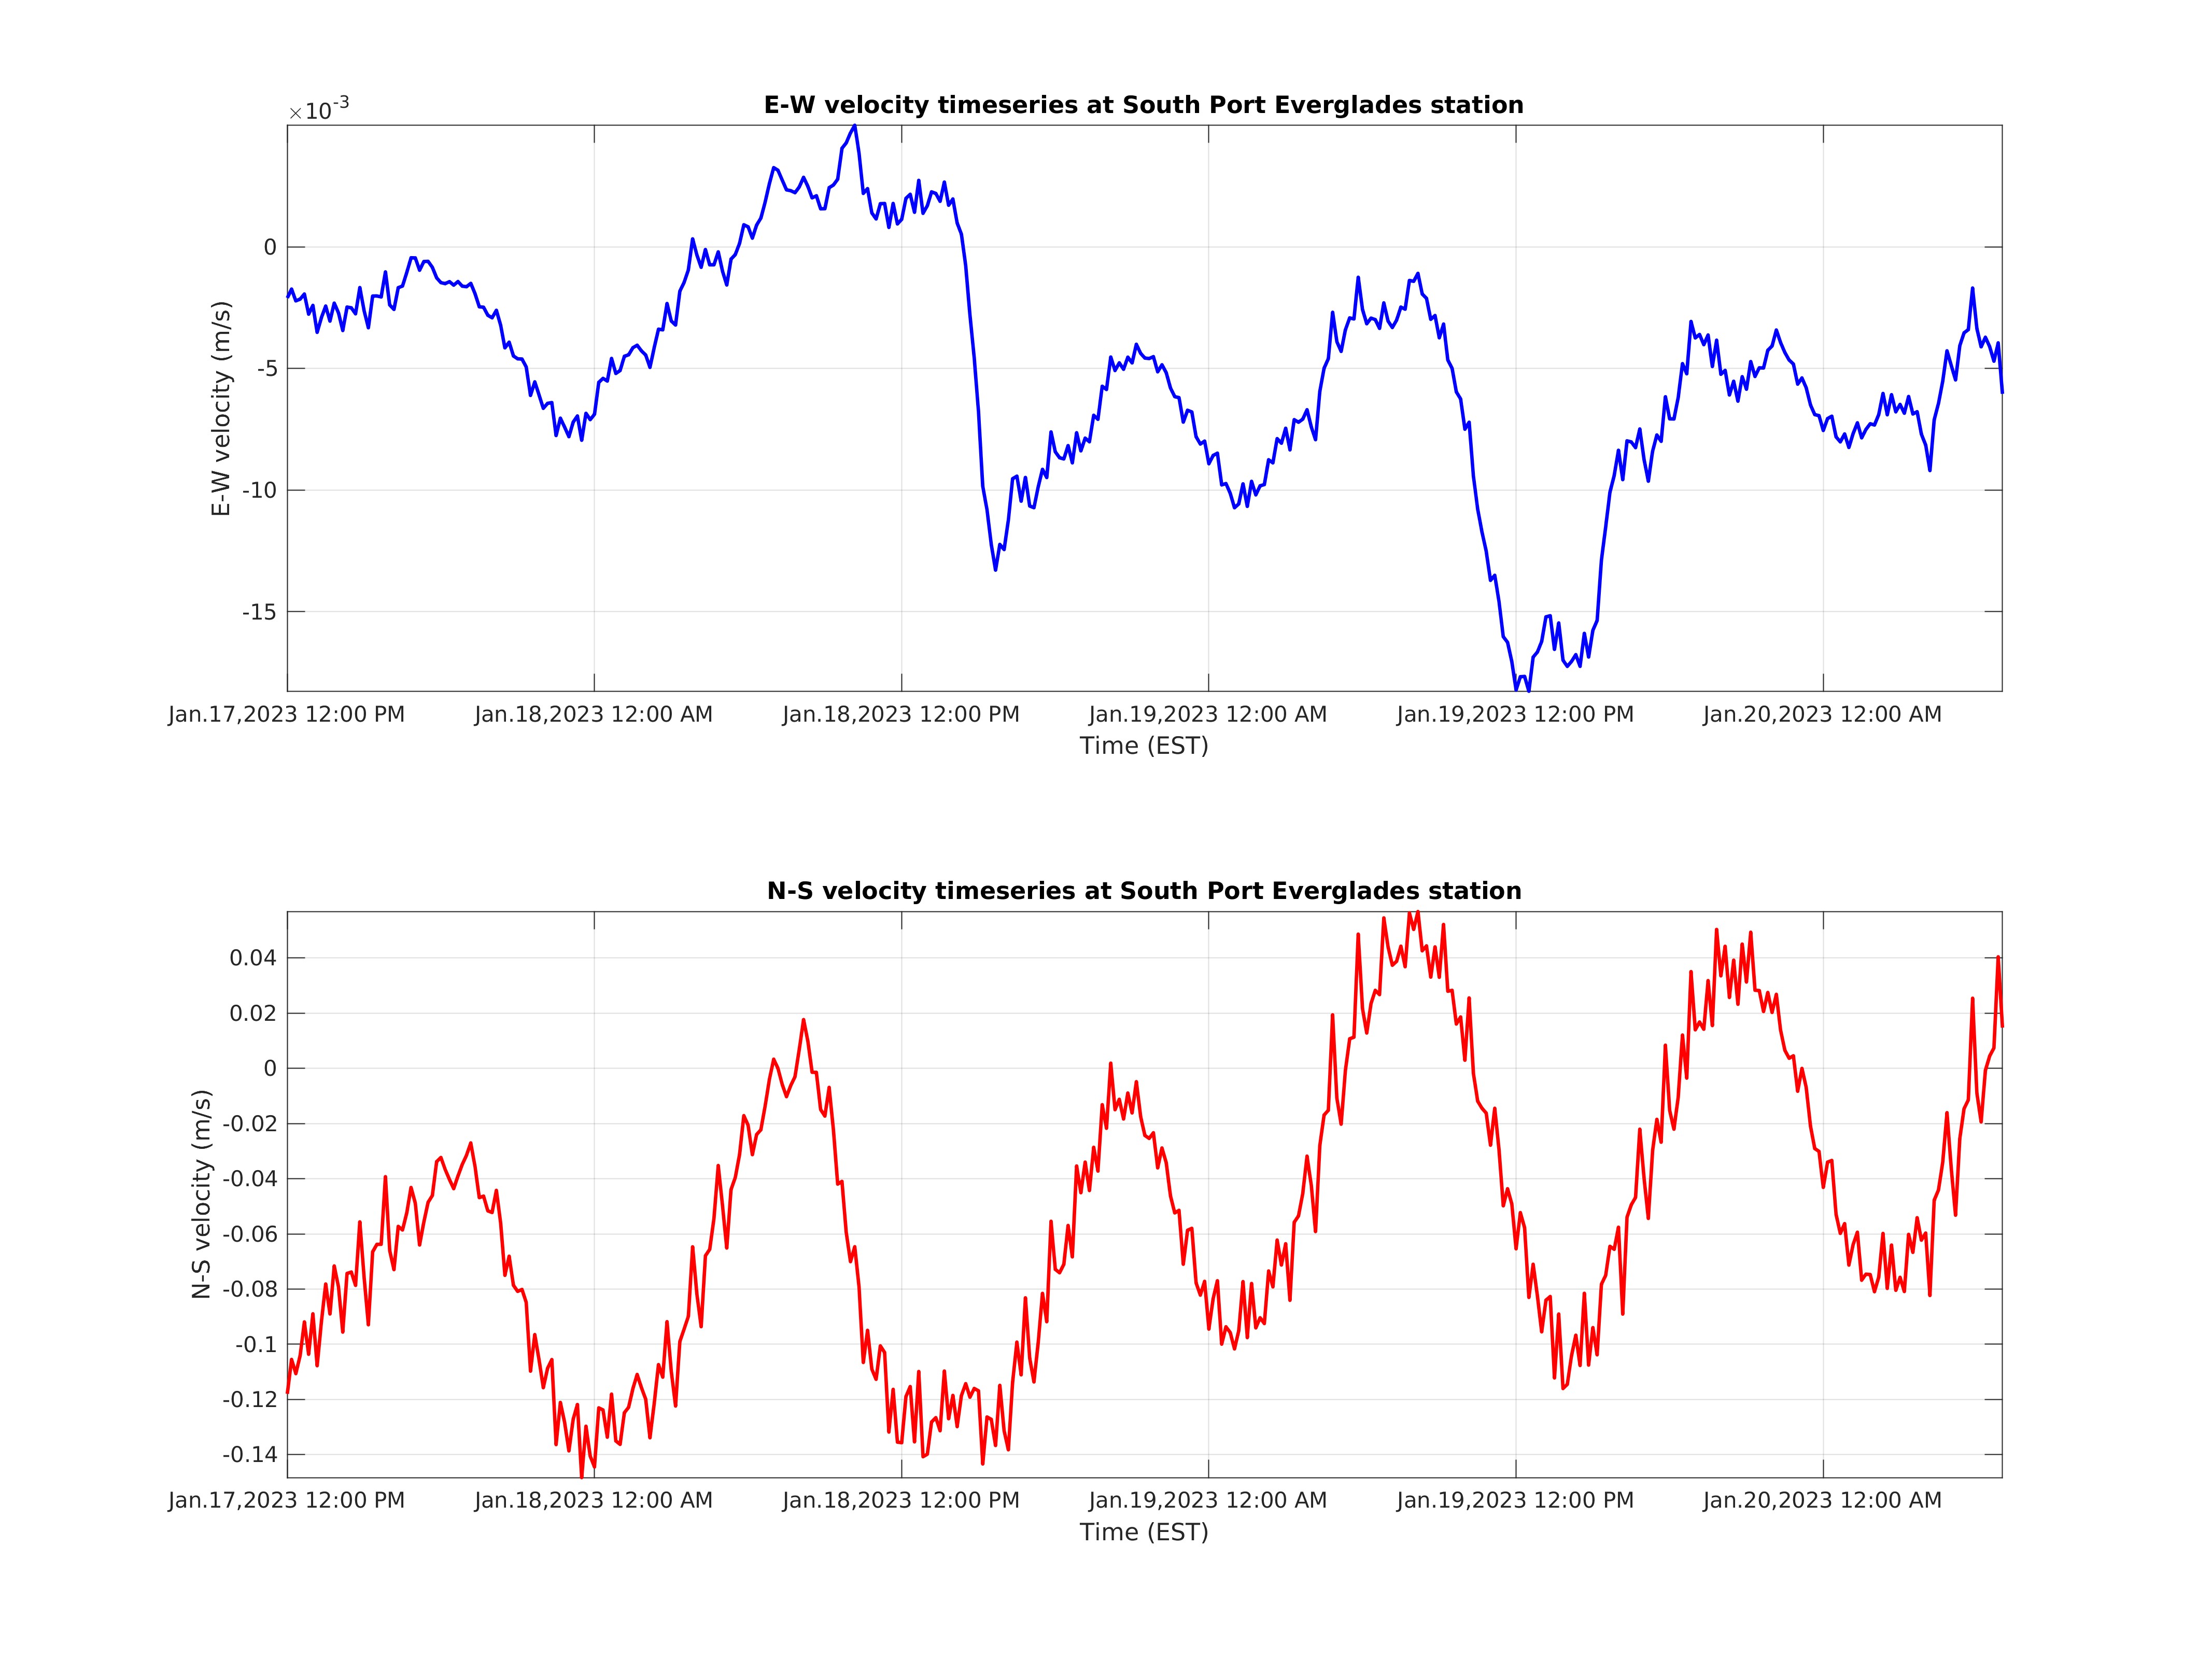 ×10-3
E-W velocity timeseries at South Port Everglades station
E-W velocity (m/s)
0
-5
-10
-15
Jan.17,2023 12:00 PM Jan.18,2023 12:00 AM Jan.18,2023 12:00 PM Jan.19,2023 12:00 AM Jan.19,2023 12:00 PM Jan.20,2023 12:00 AM
Time (EST)
N-S velocity timeseries at South Port Everglades station
N-S velocity (m/s)
0.04
0.02
0
-0.02
-0.04
-0.06
-0.08
-0.1
-0.12
-0.14
Jan.17,2023 12:00 PM Jan.18,2023 12:00 AM Jan.18,2023 12:00 PM Jan.19,2023 12:00 AM Jan.19,2023 12:00 PM Jan.20,2023 12:00 AM
Time (EST)